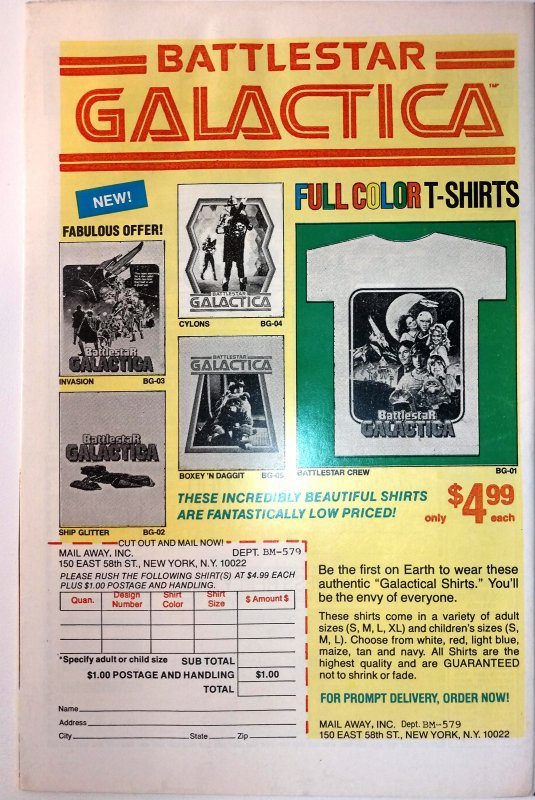 BATTLESTAR
GALACTICA™
NEW!
FABULOUS OFFER!
FULL COLOR T-SHIRTS
BATTLESTAR
GALACTICA
CYLONS BG-04
BattlestaR
GALACTICA
INVASION BG-03
BATTLESTAR
GALACTICA
BOXEY 'N DAGGIT BG-05
BattlestaR
GALACTICA
SHIP GLITTER BG-02
BattlestaR
GALACTICA
BATTLESTAR CREW BG-01
THESE INCREDIBLY BEAUTIFUL SHIRTS
ARE FANTASTICALLY LOW PRICED!
only $4.99 each
CUT OUT AND MAIL NOW!
MAIL AWAY, INC. DEPT. BM-579
150 EAST 58th ST., NEW YORK, N.Y. 10022
PLEASE RUSH THE FOLLOWING SHIRT(S) AT $4.99 EACH
PLUS $1.00 POSTAGE AND HANDLING.
Quan. Design Number Shirt Color Shirt Size $ Amount $
*Specify adult or child size SUB TOTAL
$1.00 POSTAGE AND HANDLING $1.00
TOTAL
Name
Address
City State Zip
Be the first on Earth to wear these
authentic "Galactical Shirts." You'll
be the envy of everyone.
These shirts come in a variety of adult
sizes (S, M, L, XL) and children's sizes (S,
M, L). Choose from white, red, light blue,
maize, tan and navy. All Shirts are the
highest quality and are GUARANTEED
not to shrink or fade.
FOR PROMPT DELIVERY, ORDER NOW!
MAIL AWAY, INC. Dept. BM-579
150 EAST 58th ST., NEW YORK, N.Y. 10022